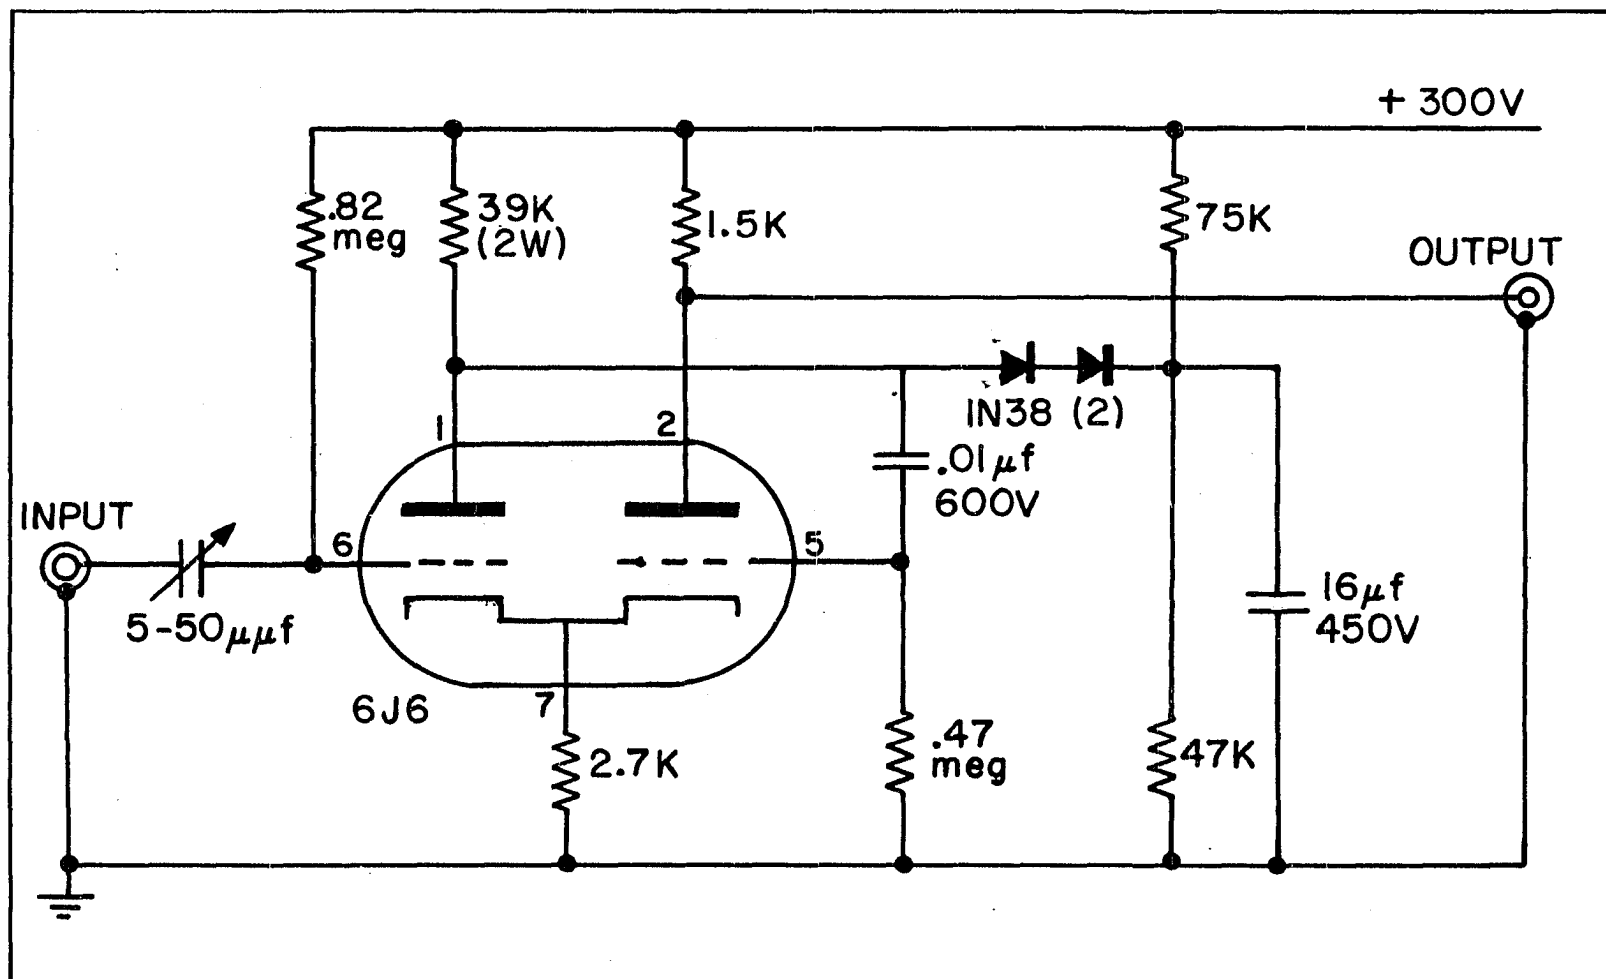 + 300V
.82
meg
39K
(2W)
1.5K
75K
OUTPUT
1
2
IN38 (2)
.01μf
600V
INPUT
6
5
5-50μμf
16μf
450V
6J6
7
2.7K
.47
meg
47K